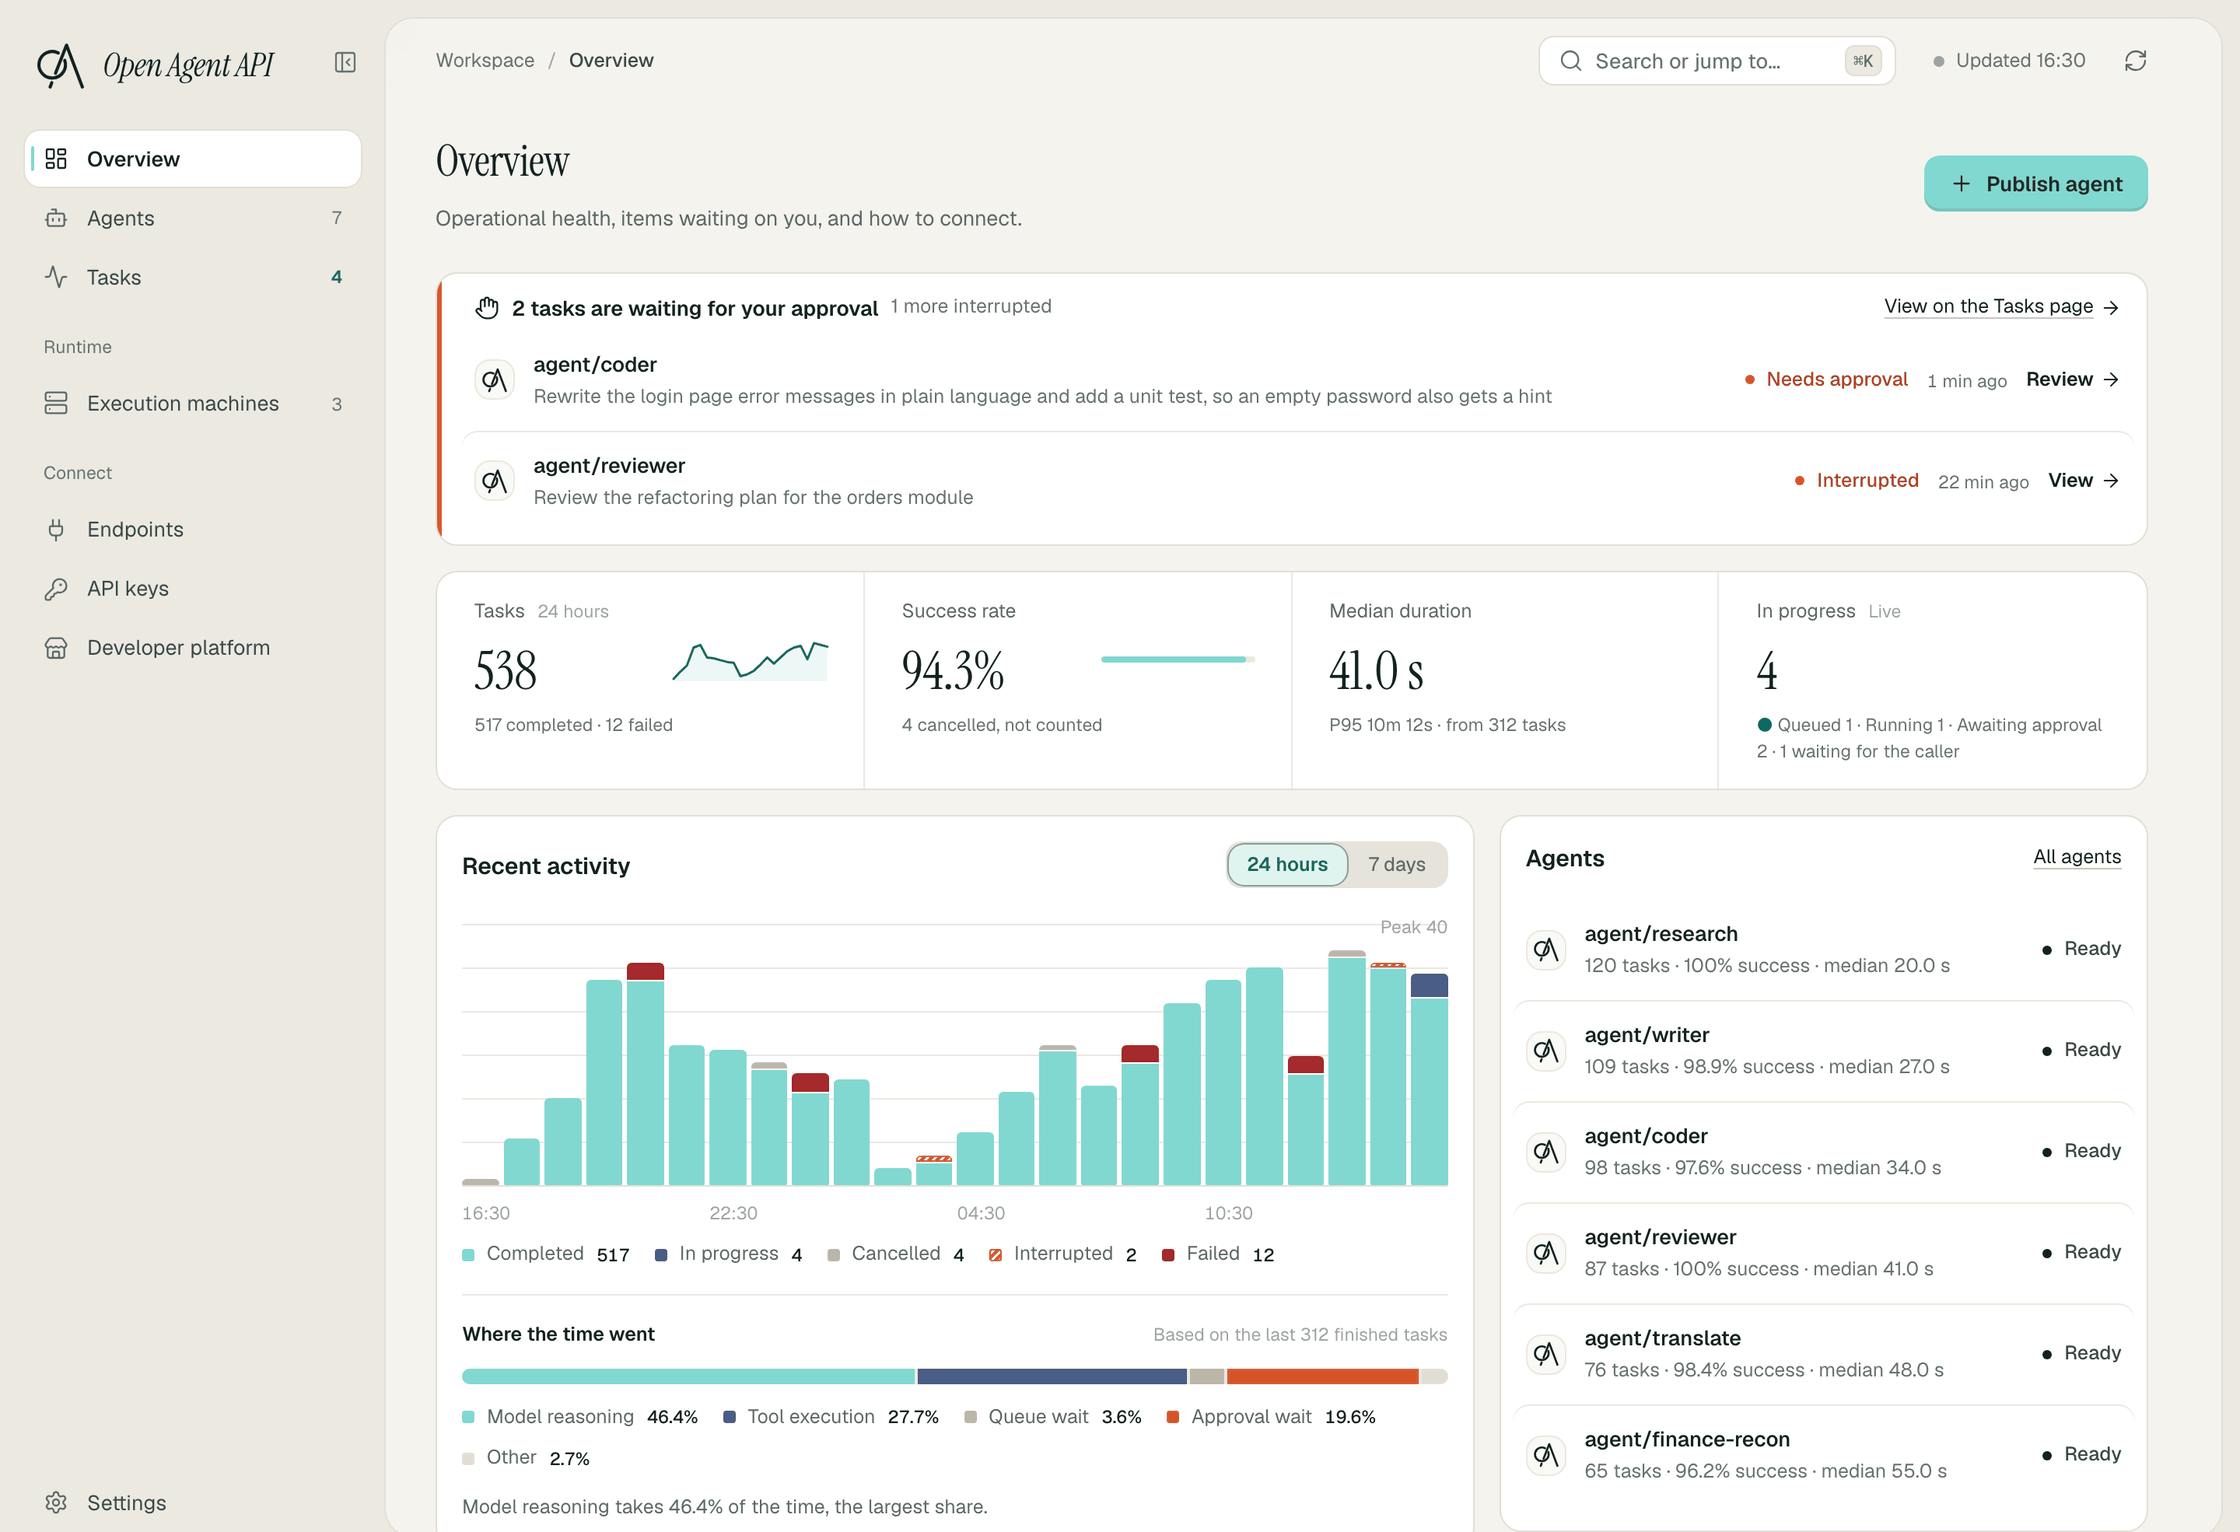 Open Agent API
Overview
Agents 7
Tasks 4
Runtime
Execution machines 3
Connect
Endpoints
API keys
Developer platform
Settings
Workspace / Overview
Search or jump to… ⌘K
Updated 16:30
Overview
Operational health, items waiting on you, and how to connect.
Publish agent
2 tasks are waiting for your approval 1 more interrupted
View on the Tasks page
agent/coder
Rewrite the login page error messages in plain language and add a unit test, so an empty password also gets a hint
Needs approval 1 min ago Review
agent/reviewer
Review the refactoring plan for the orders module
Interrupted 22 min ago View
Tasks 24 hours
538
517 completed · 12 failed
Success rate
94.3%
4 cancelled, not counted
Median duration
41.0 s
P95 10m 12s · from 312 tasks
In progress Live
4
Queued 1 · Running 1 · Awaiting approval
2 · 1 waiting for the caller
Recent activity
24 hours 7 days
Peak 40
16:30 22:30 04:30 10:30
Completed 517 In progress 4 Cancelled 4 Interrupted 2 Failed 12
Where the time went
Based on the last 312 finished tasks
Model reasoning 46.4% Tool execution 27.7% Queue wait 3.6% Approval wait 19.6%
Other 2.7%
Model reasoning takes 46.4% of the time, the largest share.
Agents
All agents
agent/research
120 tasks · 100% success · median 20.0 s
Ready
agent/writer
109 tasks · 98.9% success · median 27.0 s
Ready
agent/coder
98 tasks · 97.6% success · median 34.0 s
Ready
agent/reviewer
87 tasks · 100% success · median 41.0 s
Ready
agent/translate
76 tasks · 98.4% success · median 48.0 s
Ready
agent/finance-recon
65 tasks · 96.2% success · median 55.0 s
Ready